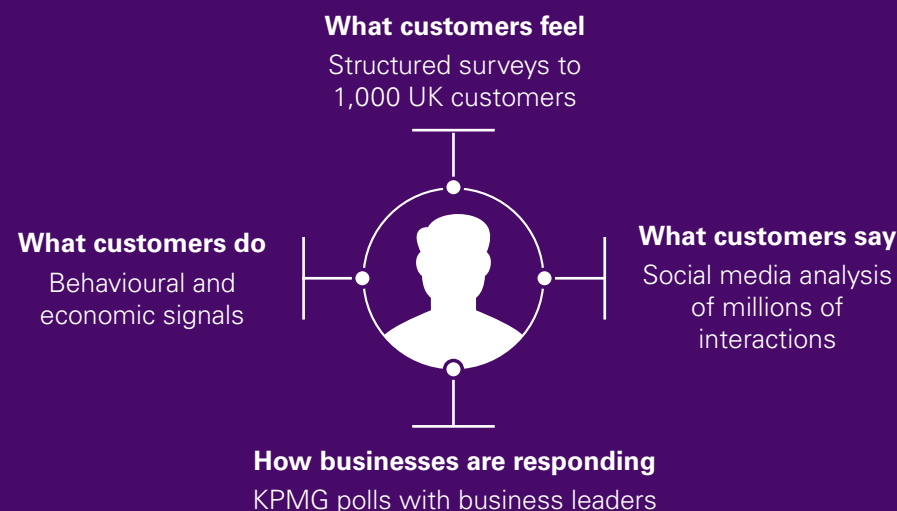 What customers feel
Structured surveys to
1,000 UK customers
What customers do
Behavioural and
economic signals
What customers say
Social media analysis
of millions of
interactions
How businesses are responding
KPMG polls with business leaders